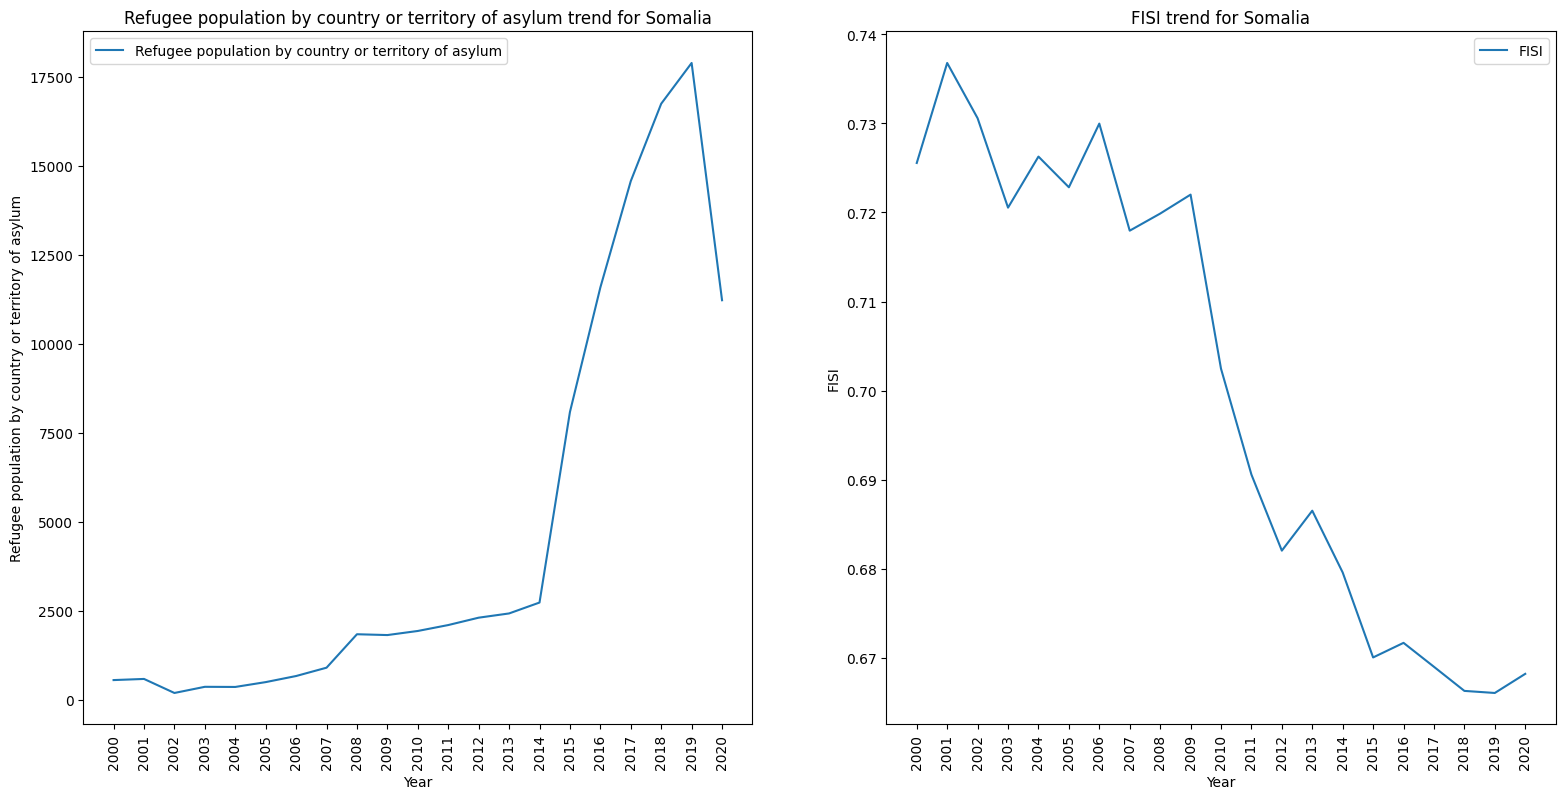 Refugee population by country or territory of asylum trend for Somalia
Refugee population by country or territory of asylum
Refugee population by country or territory of asylum
17500
15000
12500
10000
7500
5000
2500
0
2000 2001 2002 2003 2004 2005 2006 2007 2008 2009 2010 2011 2012 2013 2014 2015 2016 2017 2018 2019 2020
Year
FISI trend for Somalia
FISI
FISI
0.74
0.73
0.72
0.71
0.70
0.69
0.68
0.67
2000 2001 2002 2003 2004 2005 2006 2007 2008 2009 2010 2011 2012 2013 2014 2015 2016 2017 2018 2019 2020
Year